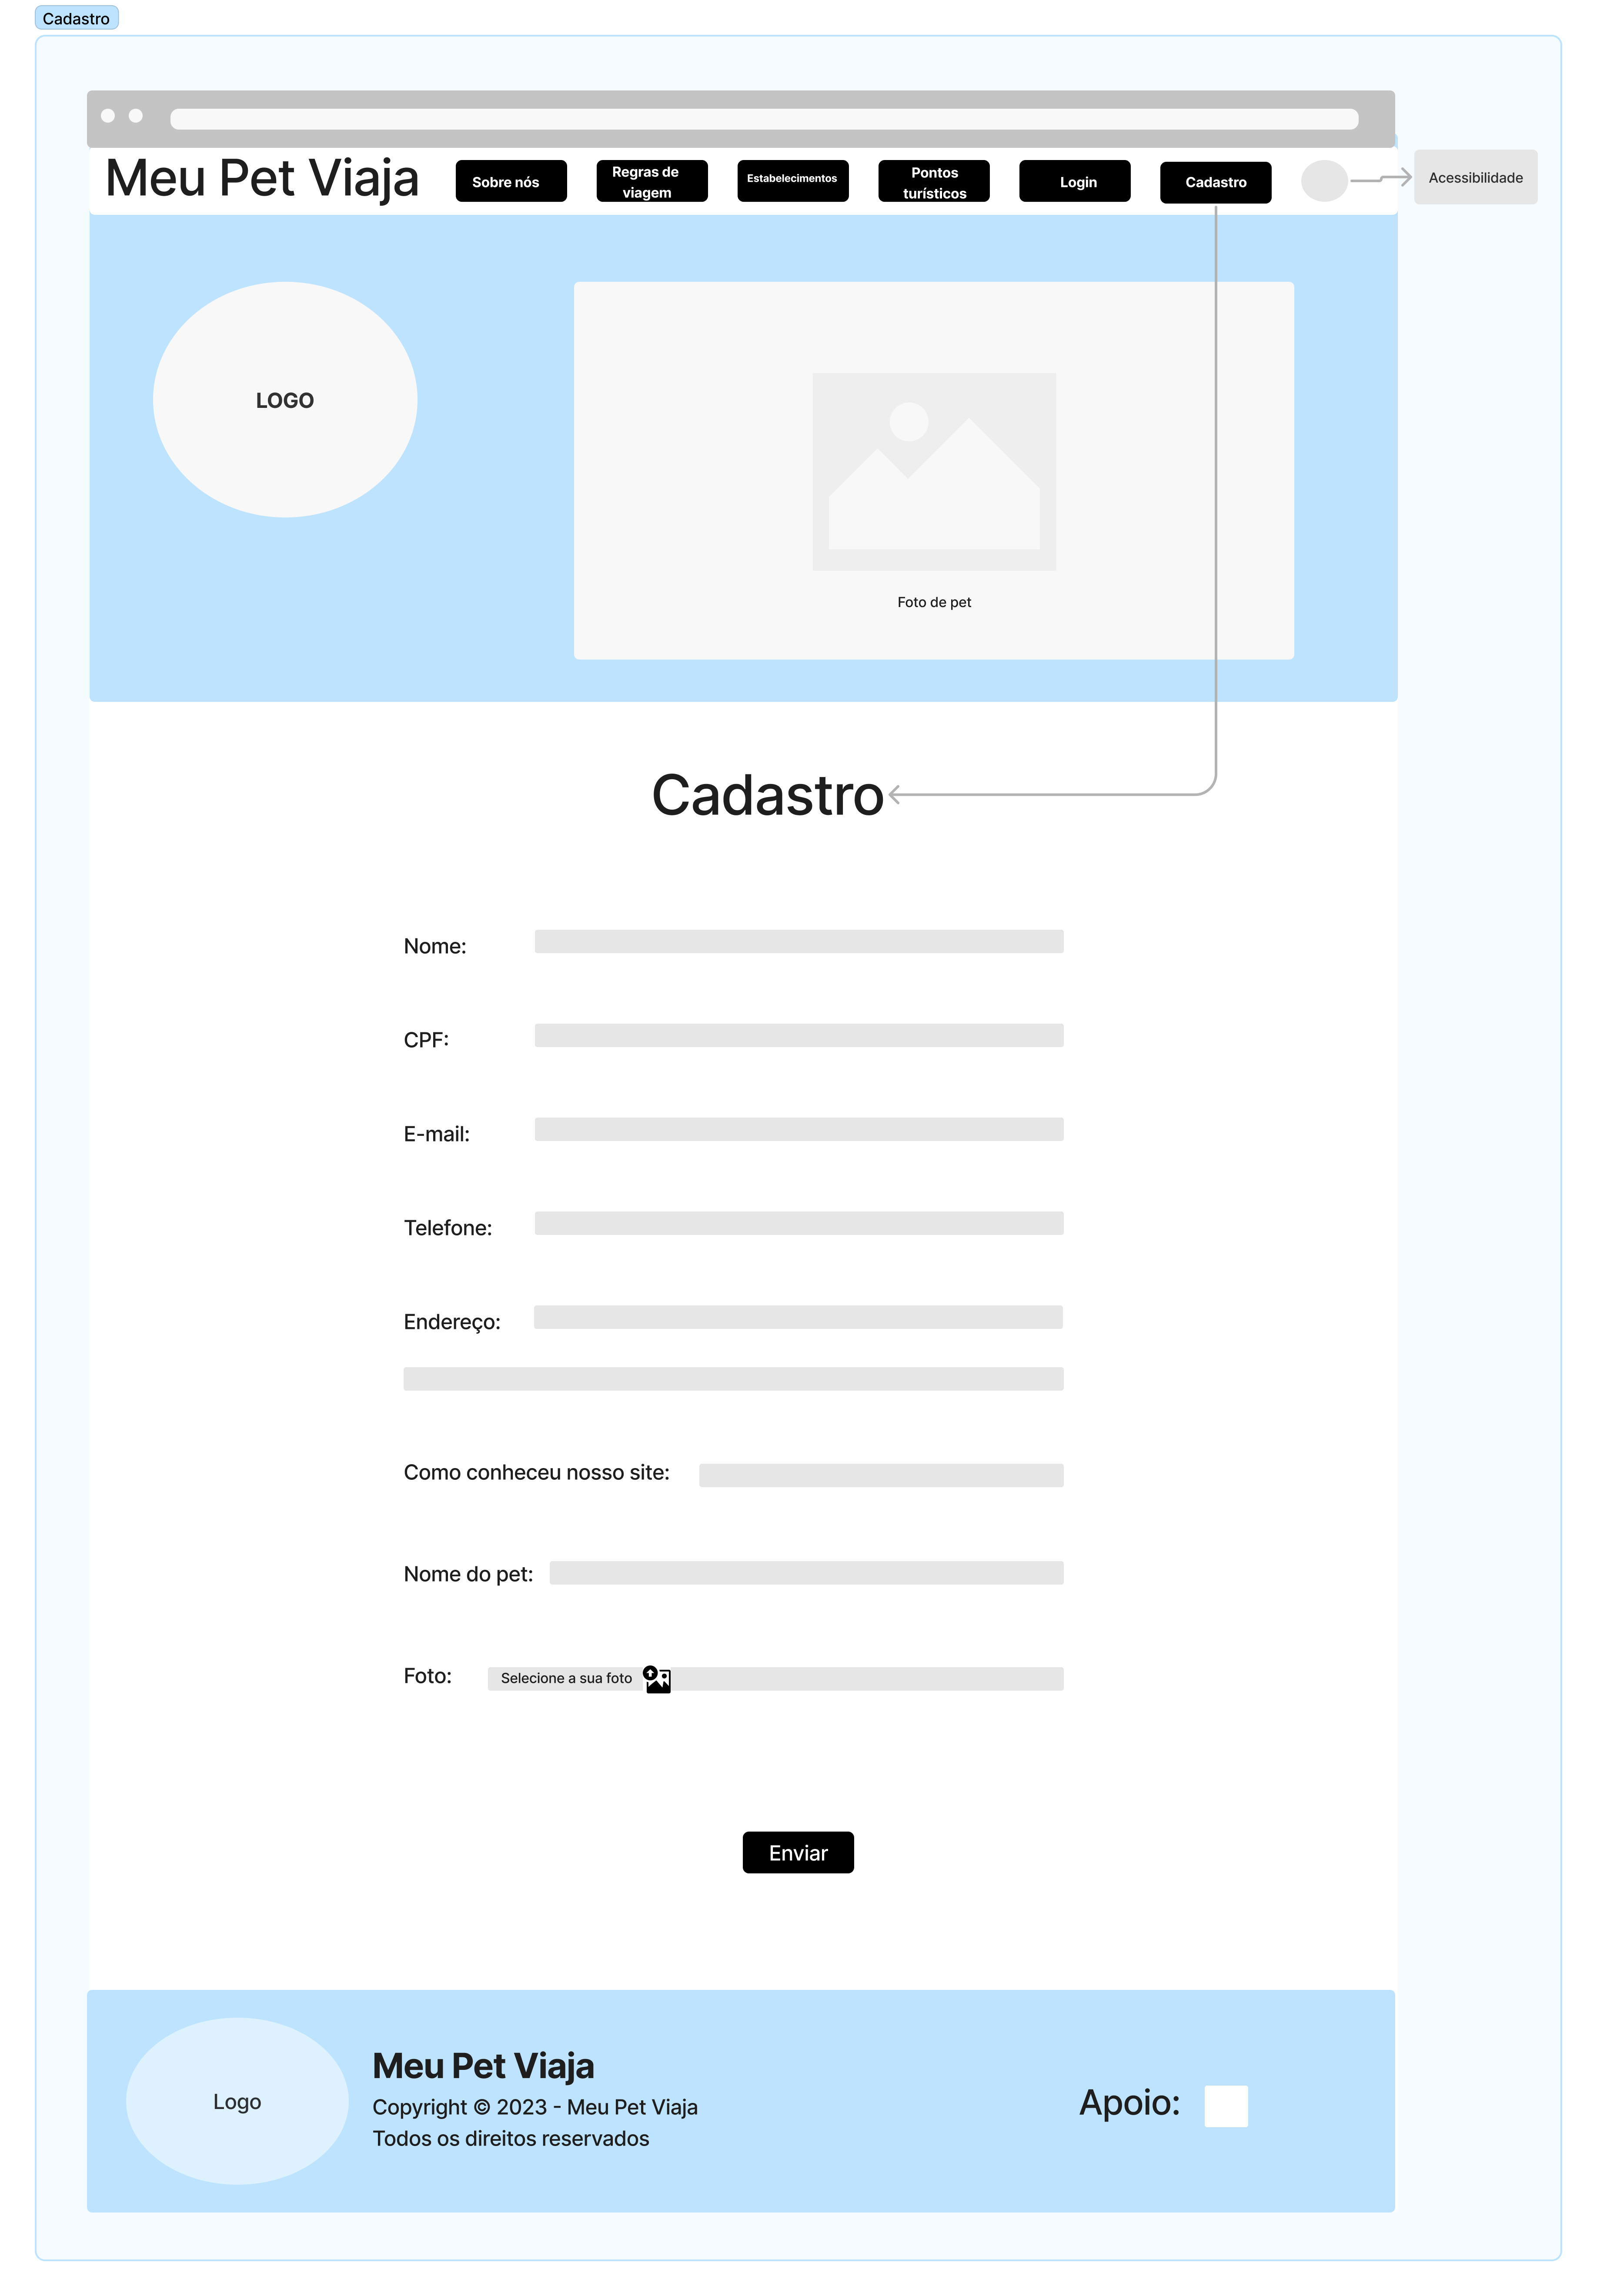 Cadastro
Meu Pet Viaja
Sobre nós
Regras de
viagem
Estabelecimentos
Pontos
turísticos
Login
Cadastro
Acessibilidade
LOGO
Foto de pet
Cadastro
Nome:
CPF:
E-mail:
Telefone:
Endereço:
Como conheceu nosso site:
Nome do pet:
Foto:
Selecione a sua foto
Enviar
Logo
Meu Pet Viaja
Copyright © 2023 - Meu Pet Viaja
Todos os direitos reservados
Apoio: